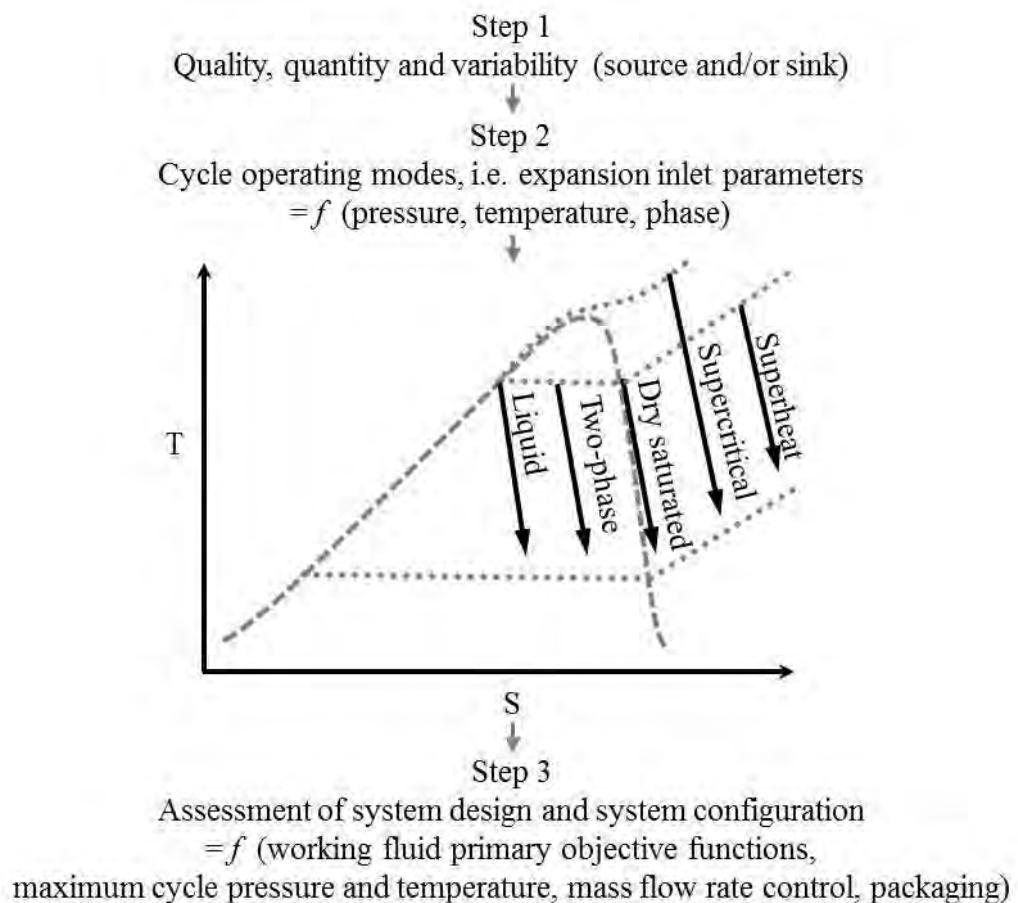 Step 1
Quality, quantity and variability (source and/or sink)
Step 2
Cycle operating modes, i.e. expansion inlet parameters
= f (pressure, temperature, phase)
T
Liquid
Two-phase
Dry saturated
Supercritical
Superheat
S
Step 3
Assessment of system design and system configuration
= f (working fluid primary objective functions,
maximum cycle pressure and temperature, mass flow rate control, packaging)